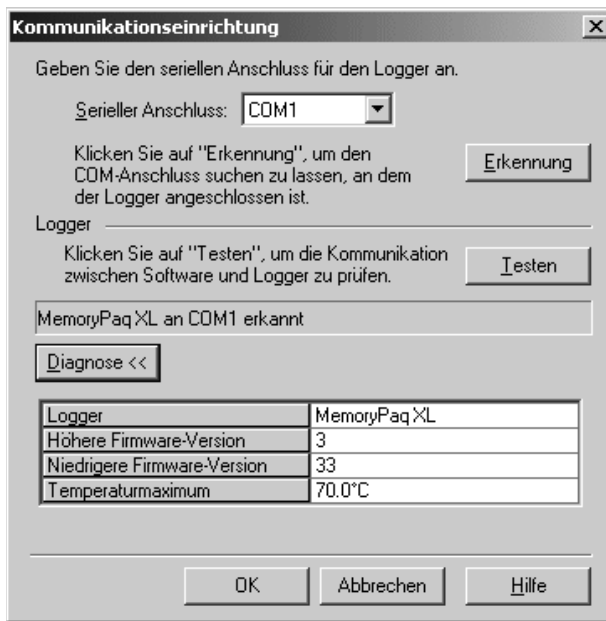 Kommunikationseinrichtung
Geben Sie den seriellen Anschluss für den Logger an.
Serieller Anschluss: COM1
Klicken Sie auf "Erkennung", um den
COM-Anschluss suchen zu lassen, an dem
der Logger angeschlossen ist.
Erkennung
Logger
Klicken Sie auf "Testen", um die Kommunikation
zwischen Software und Logger zu prüfen.
Testen
MemoryPaq XL an COM1 erkannt
Diagnose <<
Logger MemoryPaq XL
Höhere Firmware-Version 3
Niedrigere Firmware-Version 33
Temperaturmaximum 70.0°C
OK Abbrechen Hilfe